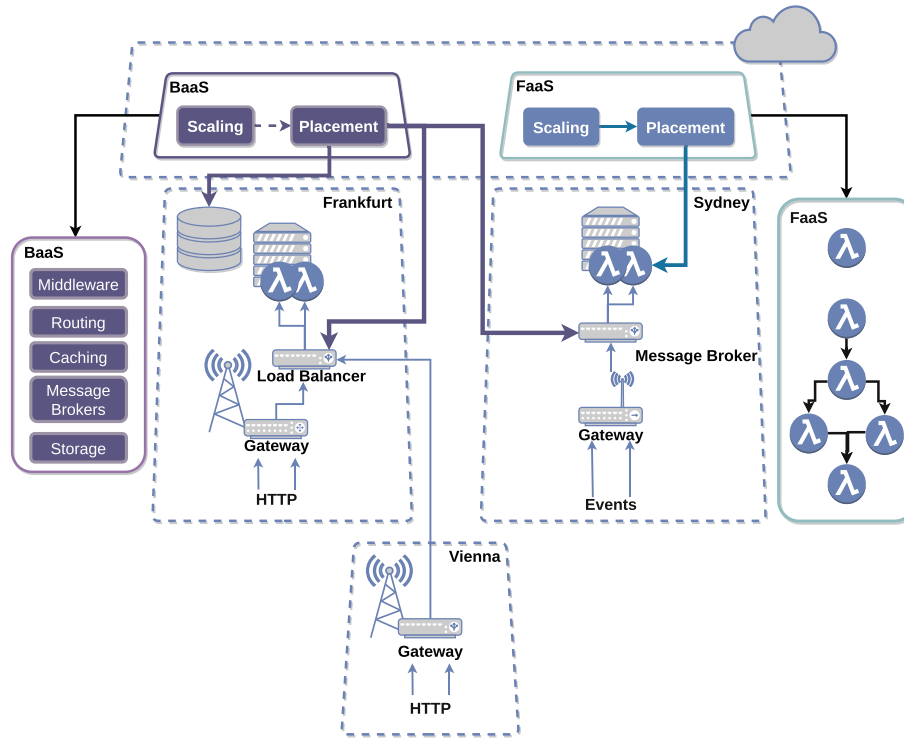 BaaS
Scaling
Placement
FaaS
Scaling
Placement
Frankfurt
Sydney
BaaS
Middleware
Routing
Caching
Message
Brokers
Storage
FaaS
λ
λ
λ
λ
λ
λ
λ
λ
λ
λ
Load Balancer
Message Broker
Gateway
HTTP
Gateway
Events
Vienna
Gateway
HTTP